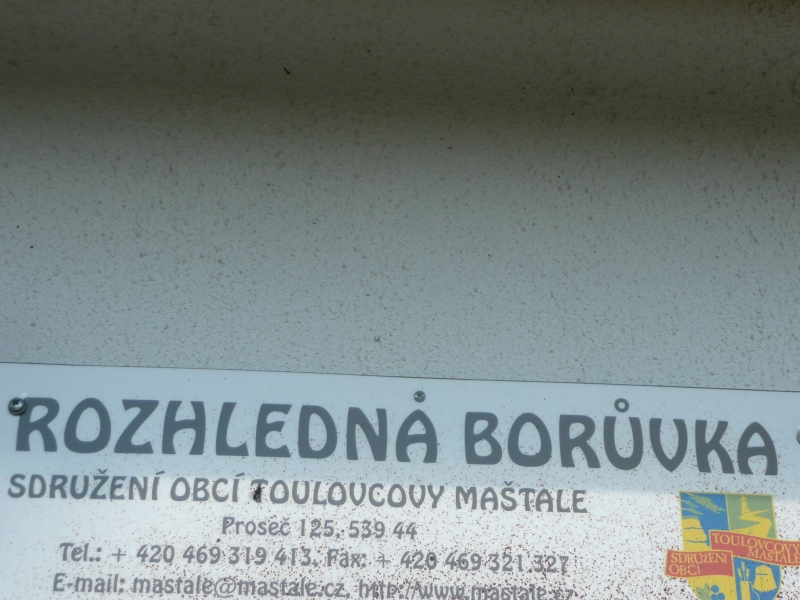 ROZHLEDNA BORŮVKA
SDRUŽENÍ OBCÍ TOULOVCOVY MAŠTALE
Proseč 125, 539 44
Tel.: + 420 469 319 413, Fax: + 420 469 321 327
E-mail: mastale@mastale.cz, http://www.mastale.cz
TOULOVCOVY
MAŠTALE
SDRUŽENÍ
OBCÍ